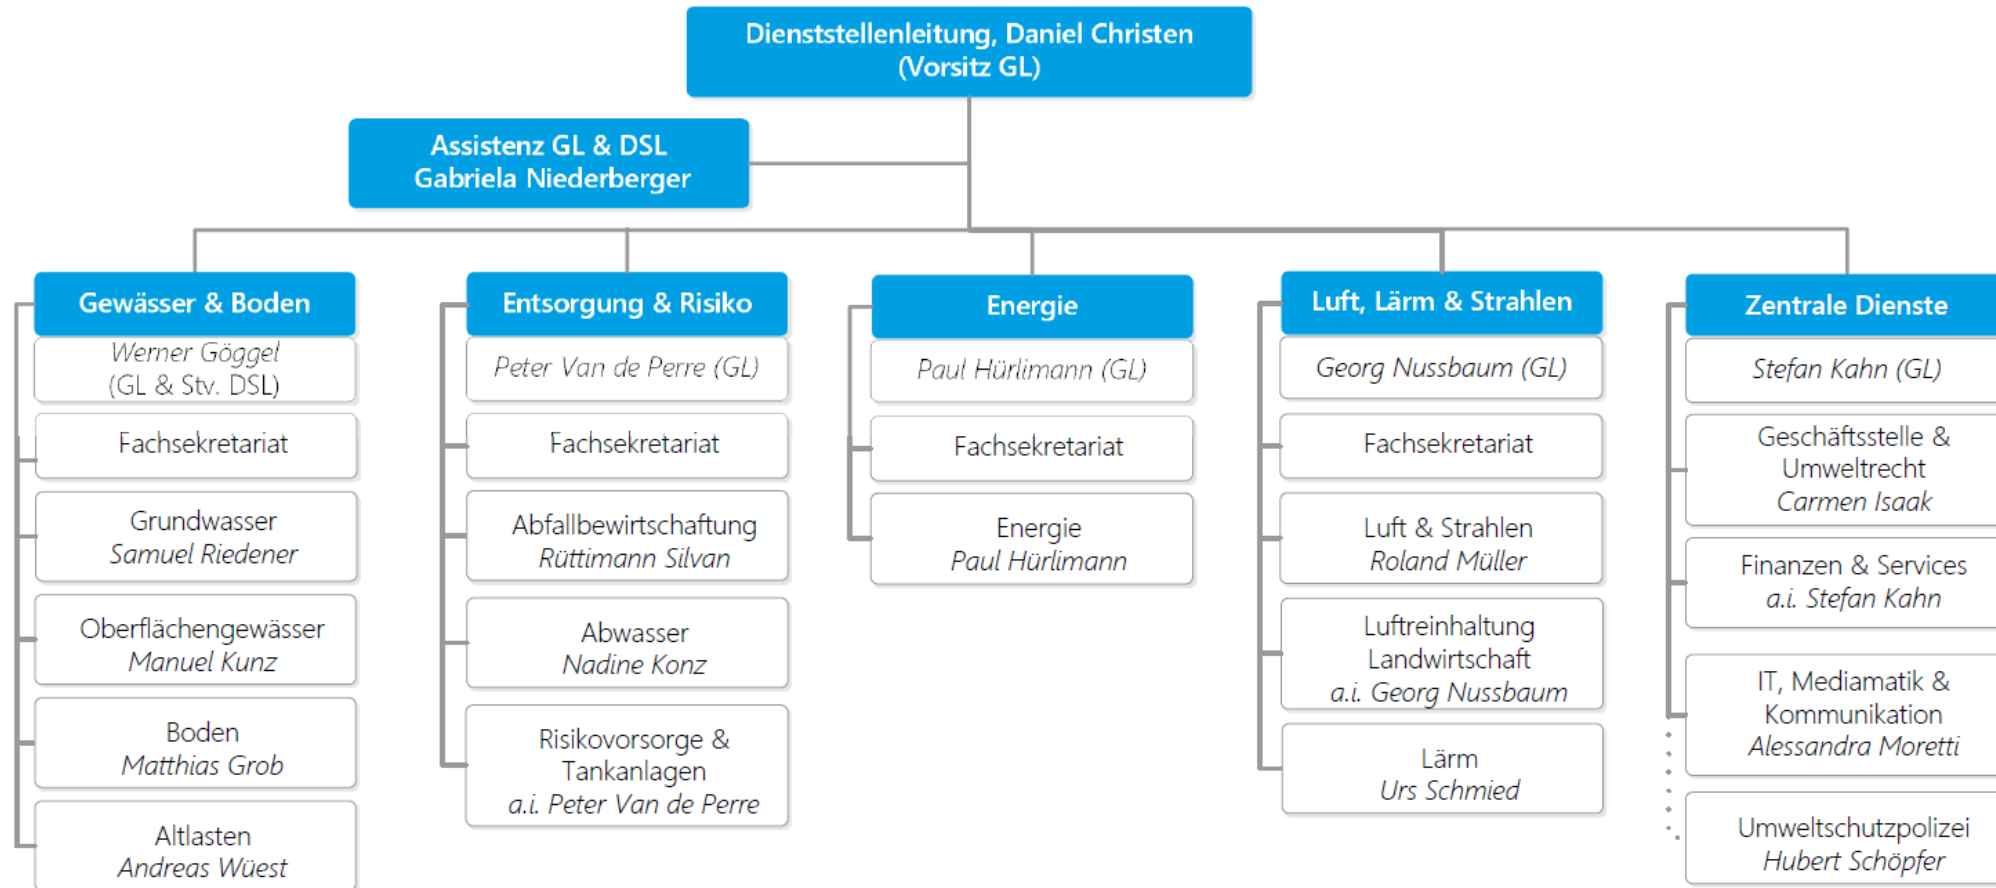 Dienststellenleitung, Daniel Christen
(Vorsitz GL)
Assistenz GL & DSL
Gabriela Niederberger
Gewässer & Boden
Werner Göggel
(GL & Stv. DSL)
Fachsekretariat
Grundwasser
Samuel Riedener
Oberflächengewässer
Manuel Kunz
Boden
Matthias Grob
Altlasten
Andreas Wüest
Entsorgung & Risiko
Peter Van de Perre (GL)
Fachsekretariat
Abfallbewirtschaftung
Rüttimann Silvan
Abwasser
Nadine Konz
Risikovorsorge &
Tankanlagen
a.i. Peter Van de Perre
Energie
Paul Hürlimann (GL)
Fachsekretariat
Energie
Paul Hürlimann
Luft, Lärm & Strahlen
Georg Nussbaum (GL)
Fachsekretariat
Luft & Strahlen
Roland Müller
Luftreinhaltung
Landwirtschaft
a.i. Georg Nussbaum
Lärm
Urs Schmied
Zentrale Dienste
Stefan Kahn (GL)
Geschäftsstelle &
Umweltrecht
Carmen Isaak
Finanzen & Services
a.i. Stefan Kahn
IT, Mediamatik &
Kommunikation
Alessandra Moretti
Umweltschutzpolizei
Hubert Schöpfer